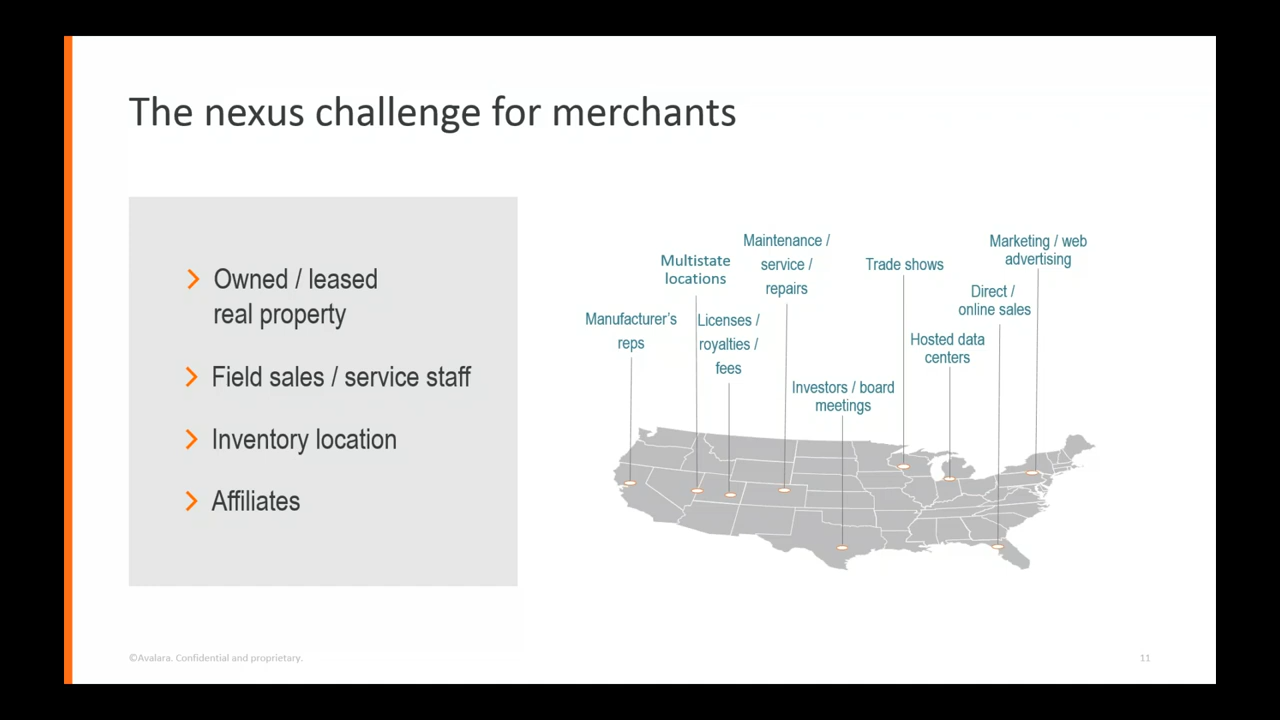 The nexus challenge for merchants
Owned / leased
real property
Field sales / service staff
Inventory location
Affiliates
Manufacturer's
reps
Multistate
locations
Licenses /
royalties /
fees
Maintenance /
service /
repairs
Investors / board
meetings
Trade shows
Hosted data
centers
Direct /
online sales
Marketing / web
advertising
©Avalara. Confidential and proprietary.
11